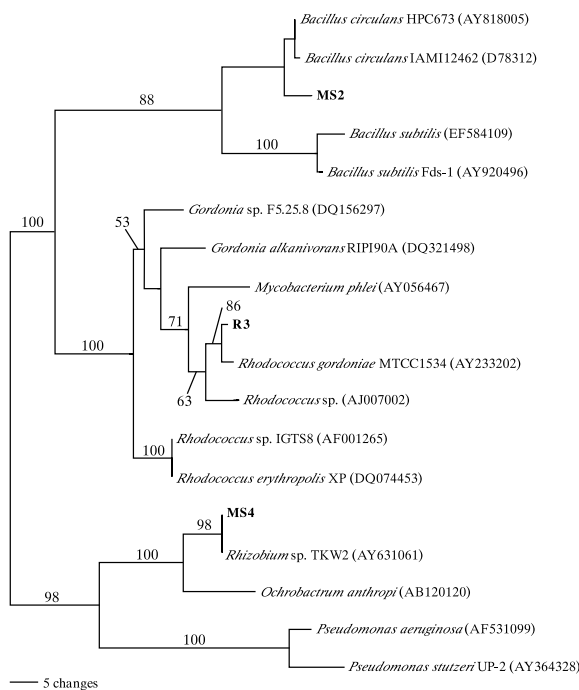 Bacillus circulans HPC673 (AY818005)
Bacillus circulans IAMI12462 (D78312)
MS2
88
100
Bacillus subtilis (EF584109)
Bacillus subtilis Fds-1 (AY920496)
Gordonia sp. F5.25.8 (DQ156297)
53
100
Gordonia alkanivorans RIPI90A (DQ321498)
Mycobacterium phlei (AY056467)
86
71
R3
100
Rhodococcus gordoniae MTCC1534 (AY233202)
63
Rhodococcus sp. (AJ007002)
Rhodococcus sp. IGTS8 (AF001265)
100
Rhodococcus erythropolis XP (DQ074453)
MS4
98
100
Rhizobium sp. TKW2 (AY631061)
Ochrobactrum anthropi (AB120120)
98
Pseudomonas aeruginosa (AF531099)
100
Pseudomonas stutzeri UP-2 (AY364328)
5 changes